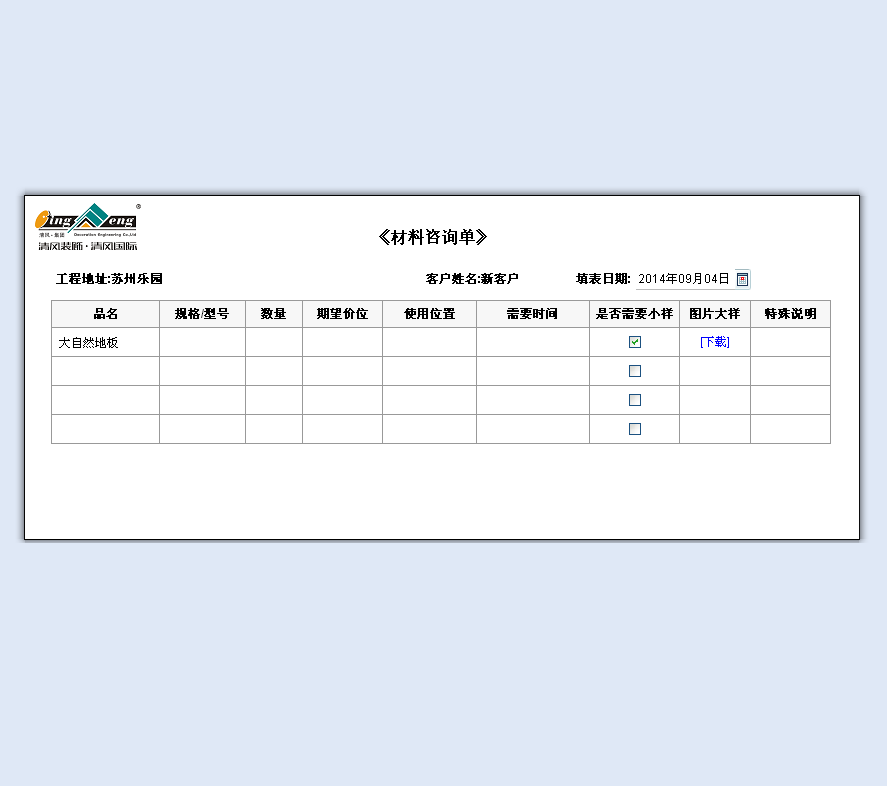 ing eng ®
清风·集团 Decoration Engineering Co.,Ltd
清风装饰·清风国际
《材料咨询单》
工程地址:苏州乐园 客户姓名:新客户 填表日期: 2014年09月04日
品名 规格/型号 数量 期望价位 使用位置 需要时间 是否需要小样 图片大样 特殊说明
大自然地板 [下载]